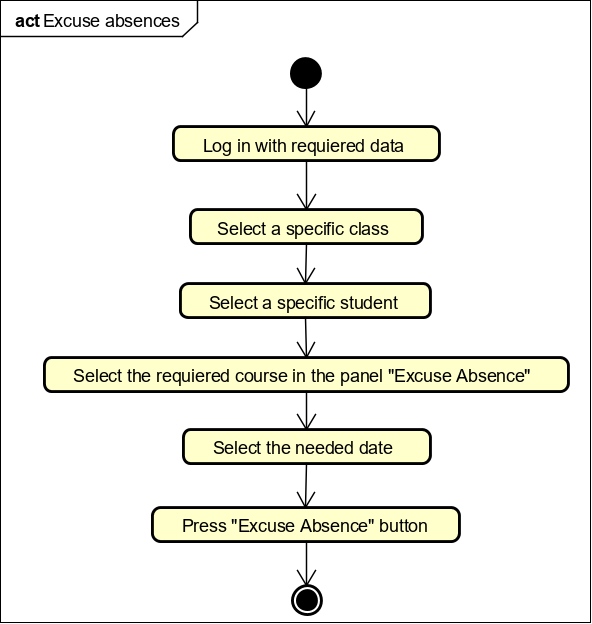 act Excuse absences
Log in with requiered data
Select a specific class
Select a specific student
Select the requiered course in the panel "Excuse Absence"
Select the needed date
Press "Excuse Absence" button